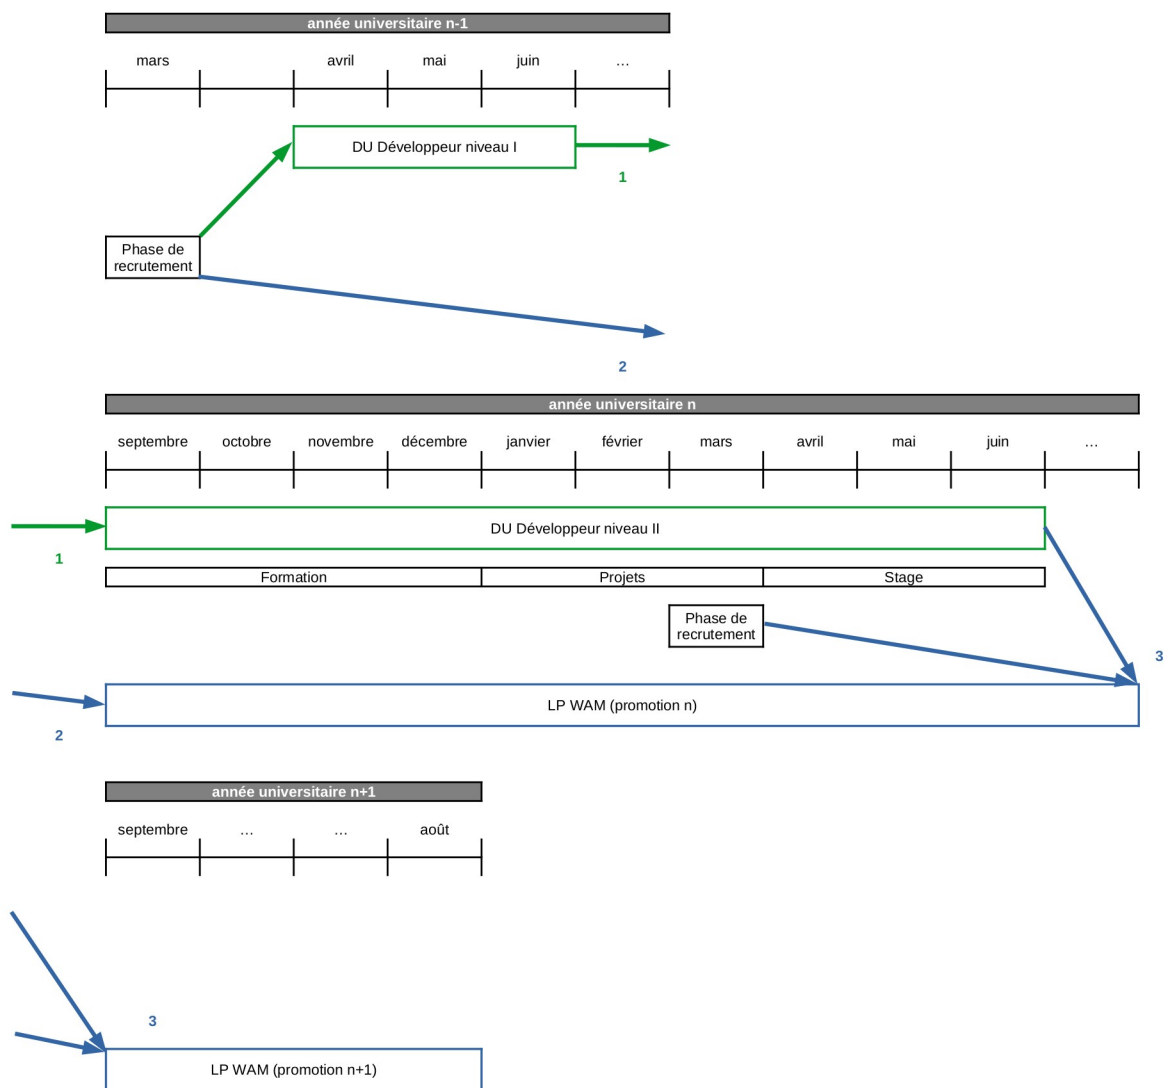 année universitaire n-1
mars avril mai juin …
DU Développeur niveau I
1
Phase de
recrutement
2
année universitaire n
septembre octobre novembre décembre janvier février mars avril mai juin …
DU Développeur niveau II
1
Formation Projets Stage
Phase de
recrutement
3
LP WAM (promotion n)
2
année universitaire n+1
septembre … … août
3
LP WAM (promotion n+1)